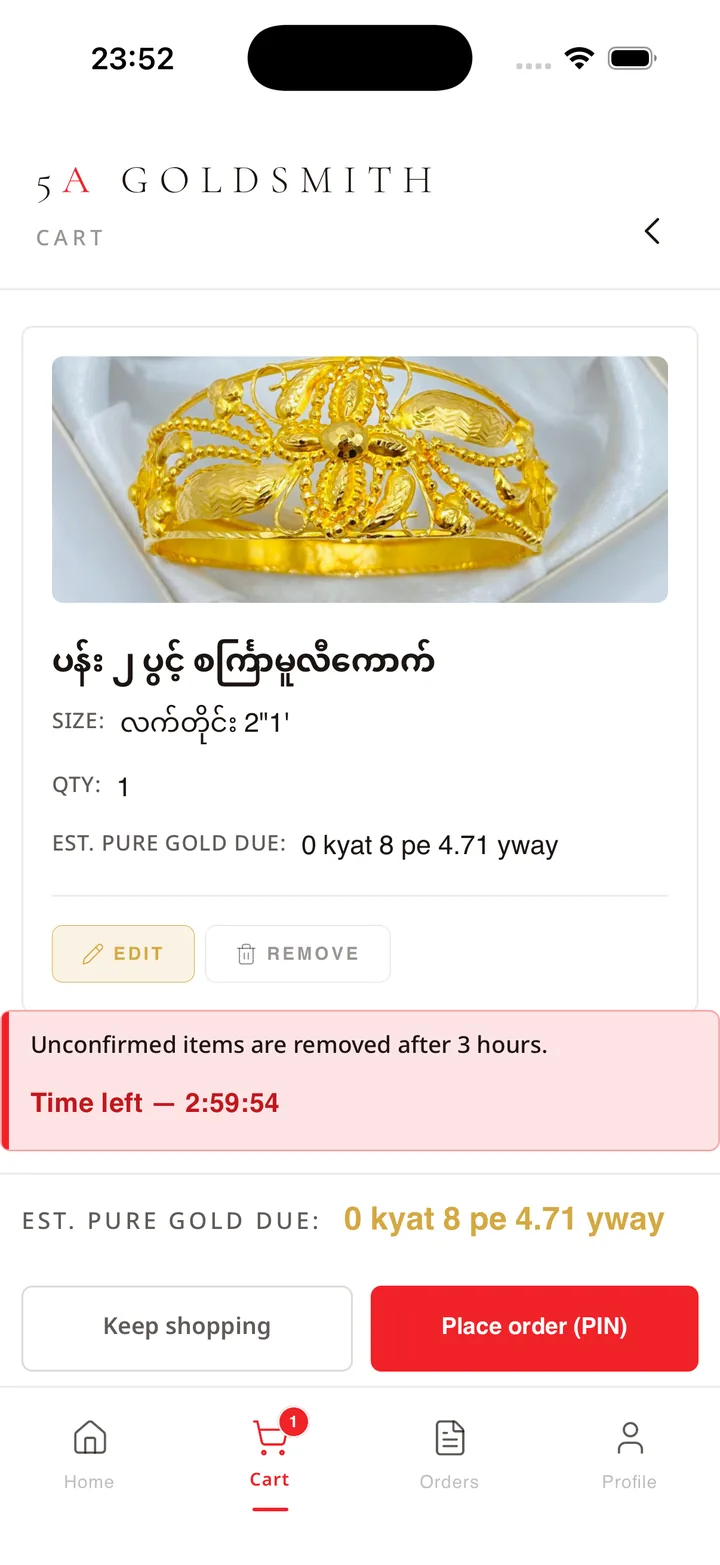 23:52
5A GOLDSMITH
CART
ပန်း ၂ ပွင့် စင်္ကြာမူလီကောက်
SIZE: လက်တိုင်း 2"1'
QTY: 1
EST. PURE GOLD DUE: 0 kyat 8 pe 4.71 yway
EDIT REMOVE
Unconfirmed items are removed after 3 hours.
Time left — 2:59:54
EST. PURE GOLD DUE: 0 kyat 8 pe 4.71 yway
Keep shopping Place order (PIN)
1
Home Cart Orders Profile